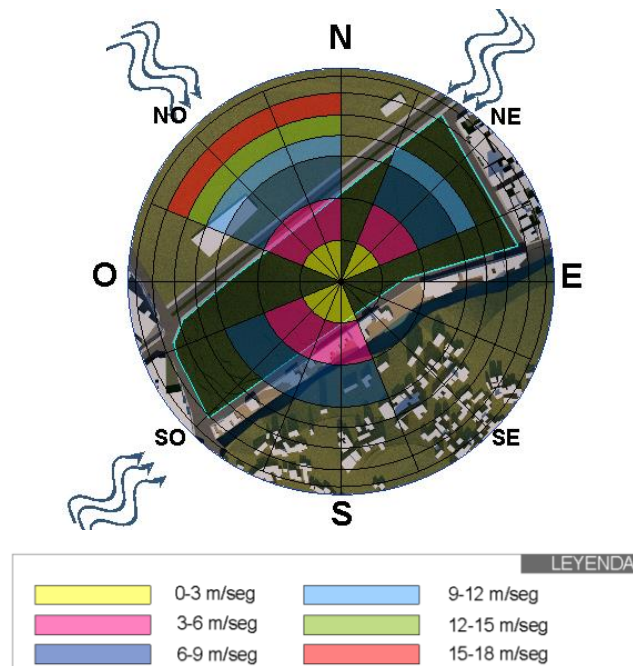 N
NO
NE
O
E
SO
SE
S
LEYENDA
0-3 m/seg
9-12 m/seg
3-6 m/seg
12-15 m/seg
6-9 m/seg
15-18 m/seg